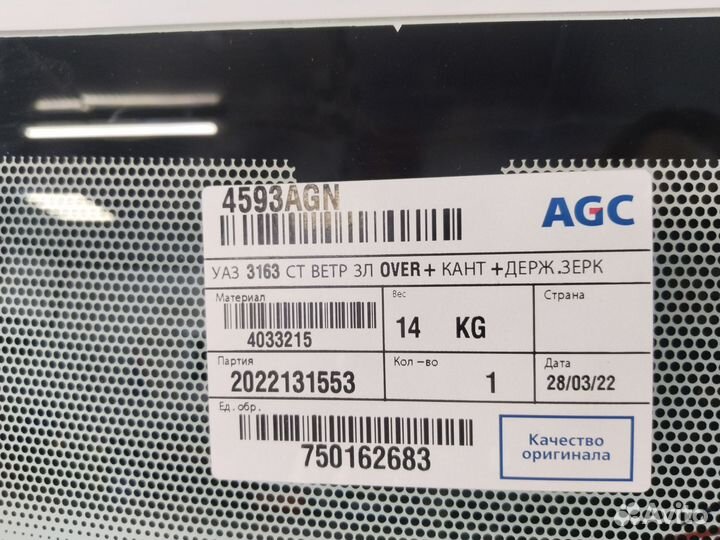 4593AGN
AGC
УАЗ 3163 СТ ВЕТР ЗЛ OVER+ КАНТ +ДЕРЖ.ЗЕРК
Материал
4033215
Вес
14 KG
Страна
Партия
2022131553
Кол-во
1
Дата
28/03/22
Ед. обр.
750162683
Качество
оригинала
Avito